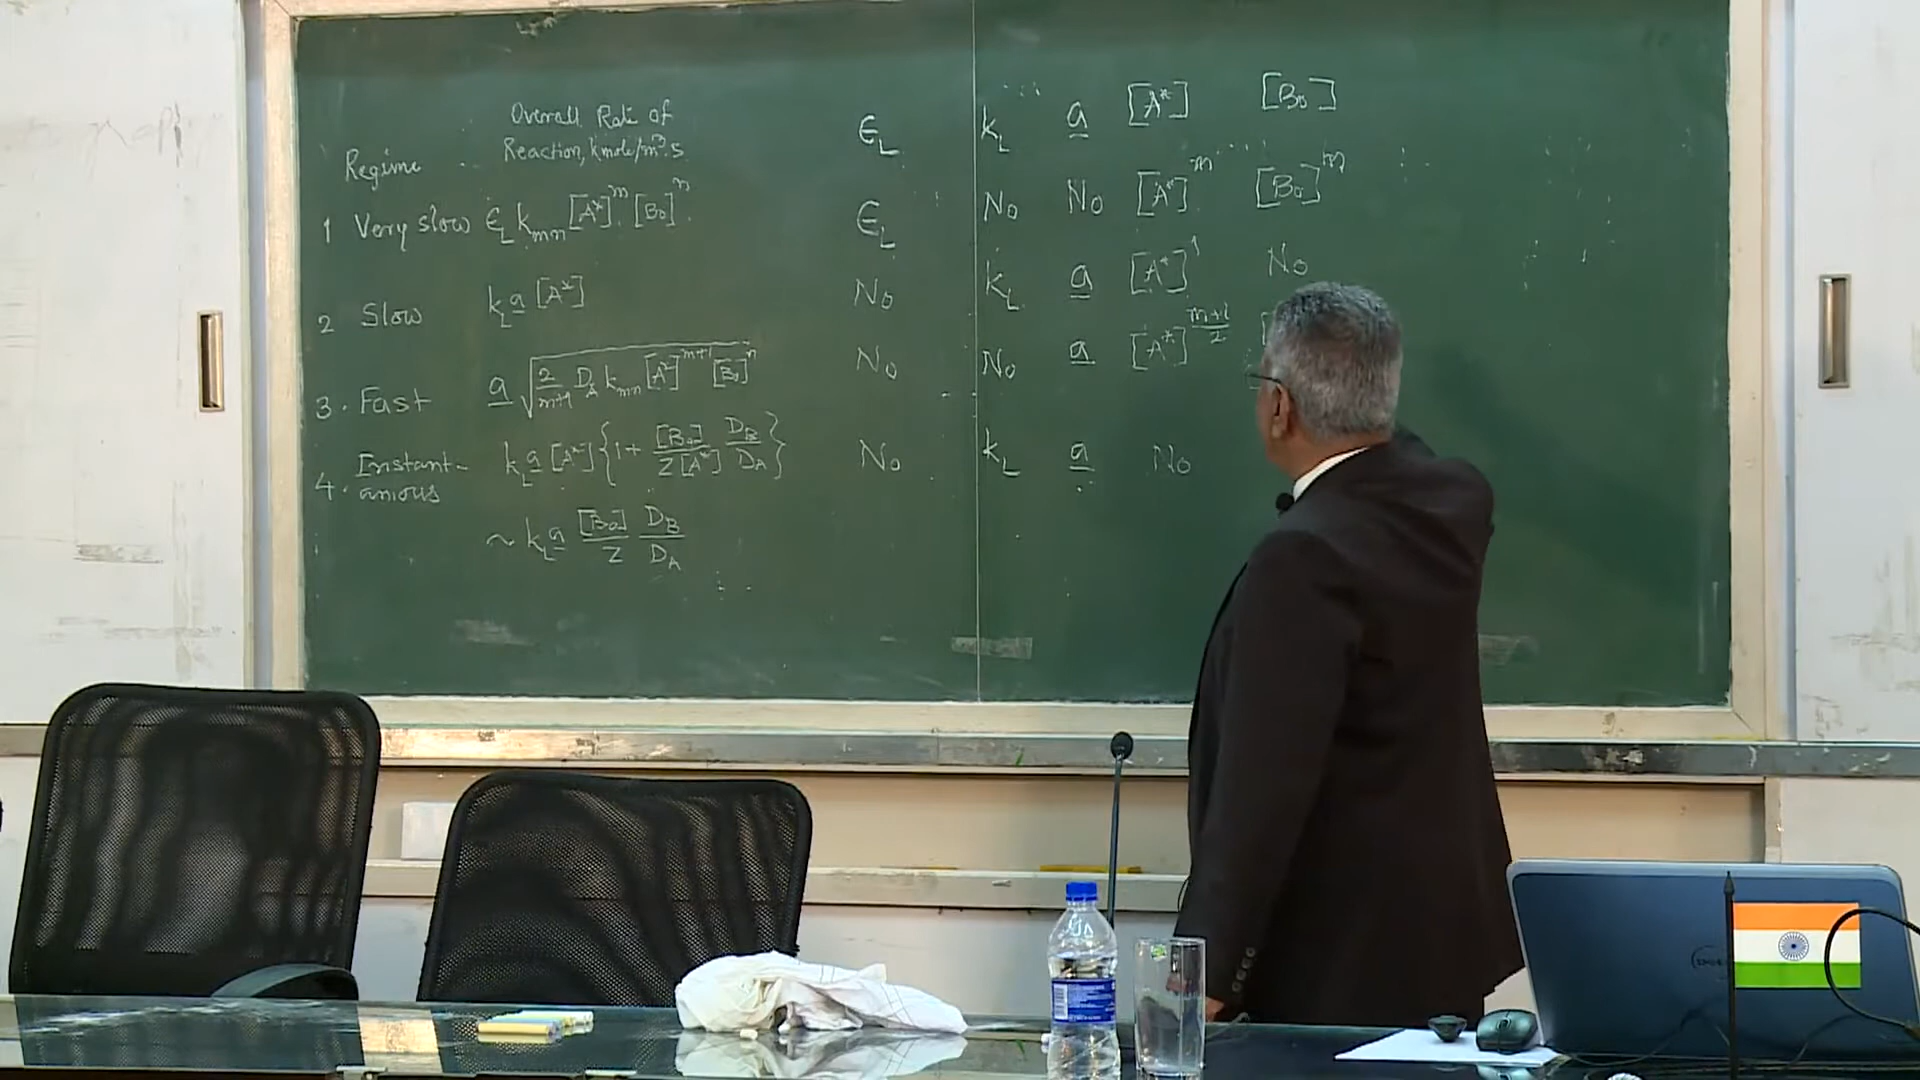 Overall Rate of
Regime Reaction, kmole/m³.s ϵ_L k_L a [A*] [B₀]
1 Very slow ϵ_L k_mn [A*]^m [B₀]^n ϵ_L No No [A*]^m [B₀]^n
2 Slow k_L a [A*] No k_L a [A*]^1 No
3. Fast a √(2/(m+1) D_A k_mn [A*]^(m+1) [B₀]^n) No No a [A*]^((m+1)/2) [
4. Instant-
anious k_L a [A*] {1 + [B₀]/(Z[A*]) D_B/D_A} No k_L a No
~ k_L a [B₀]/Z D_B/D_A